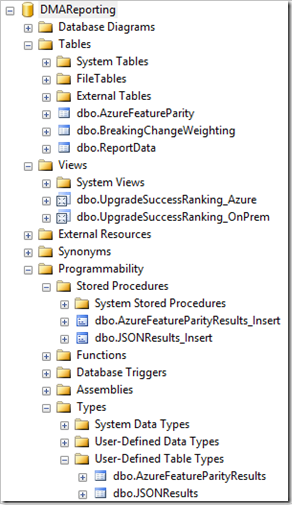 DMAReporting
Database Diagrams
Tables
System Tables
FileTables
External Tables
dbo.AzureFeatureParity
dbo.BreakingChangeWeighting
dbo.ReportData
Views
System Views
dbo.UpgradeSuccessRanking_Azure
dbo.UpgradeSuccessRanking_OnPrem
External Resources
Synonyms
Programmability
Stored Procedures
System Stored Procedures
dbo.AzureFeatureParityResults_Insert
dbo.JSONResults_Insert
Functions
Database Triggers
Assemblies
Types
System Data Types
User-Defined Data Types
User-Defined Table Types
dbo.AzureFeatureParityResults
dbo.JSONResults